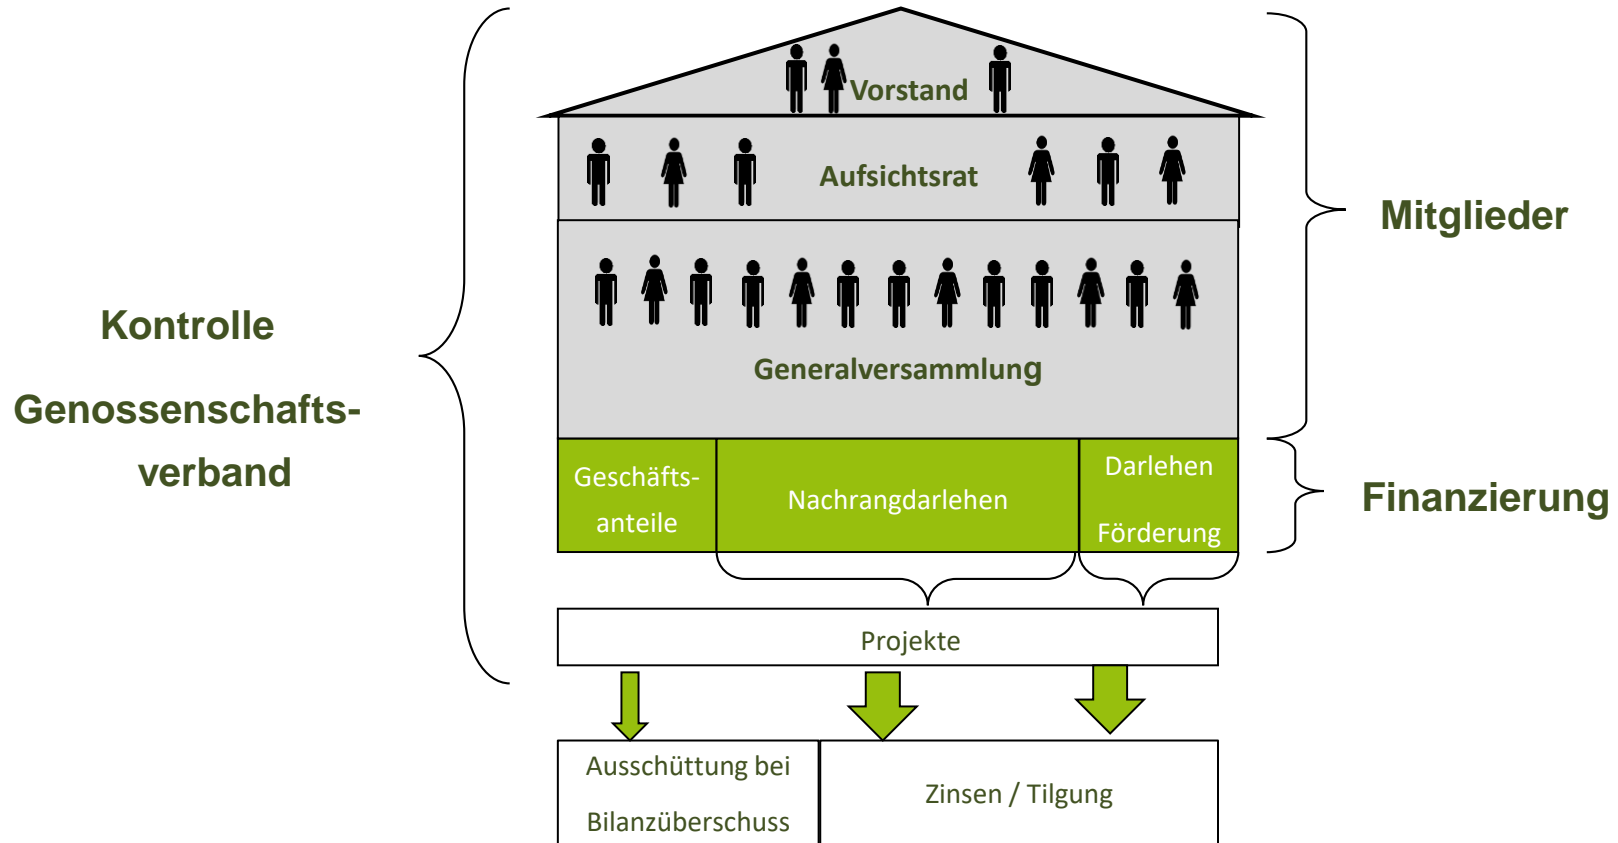 Vorstand
Aufsichtsrat
Mitglieder
Kontrolle
Genossenschafts-
verband
Generalversammlung
Geschäfts-
anteile
Nachrangdarlehen
Darlehen
Förderung
Finanzierung
Projekte
Ausschüttung bei
Bilanzüberschuss
Zinsen / Tilgung